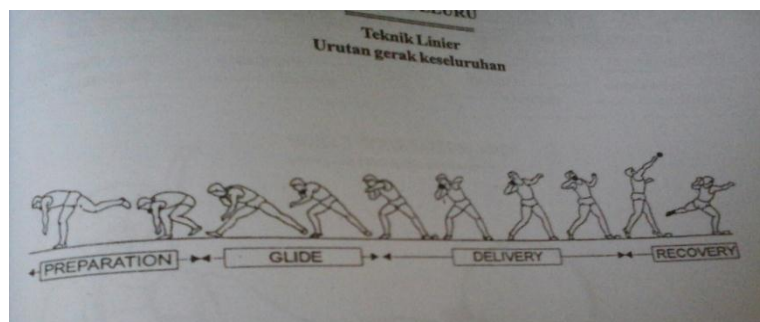 Teknik Linier
Urutan gerak keseluruhan
PREPARATION
GLIDE
DELIVERY
RECOVERY